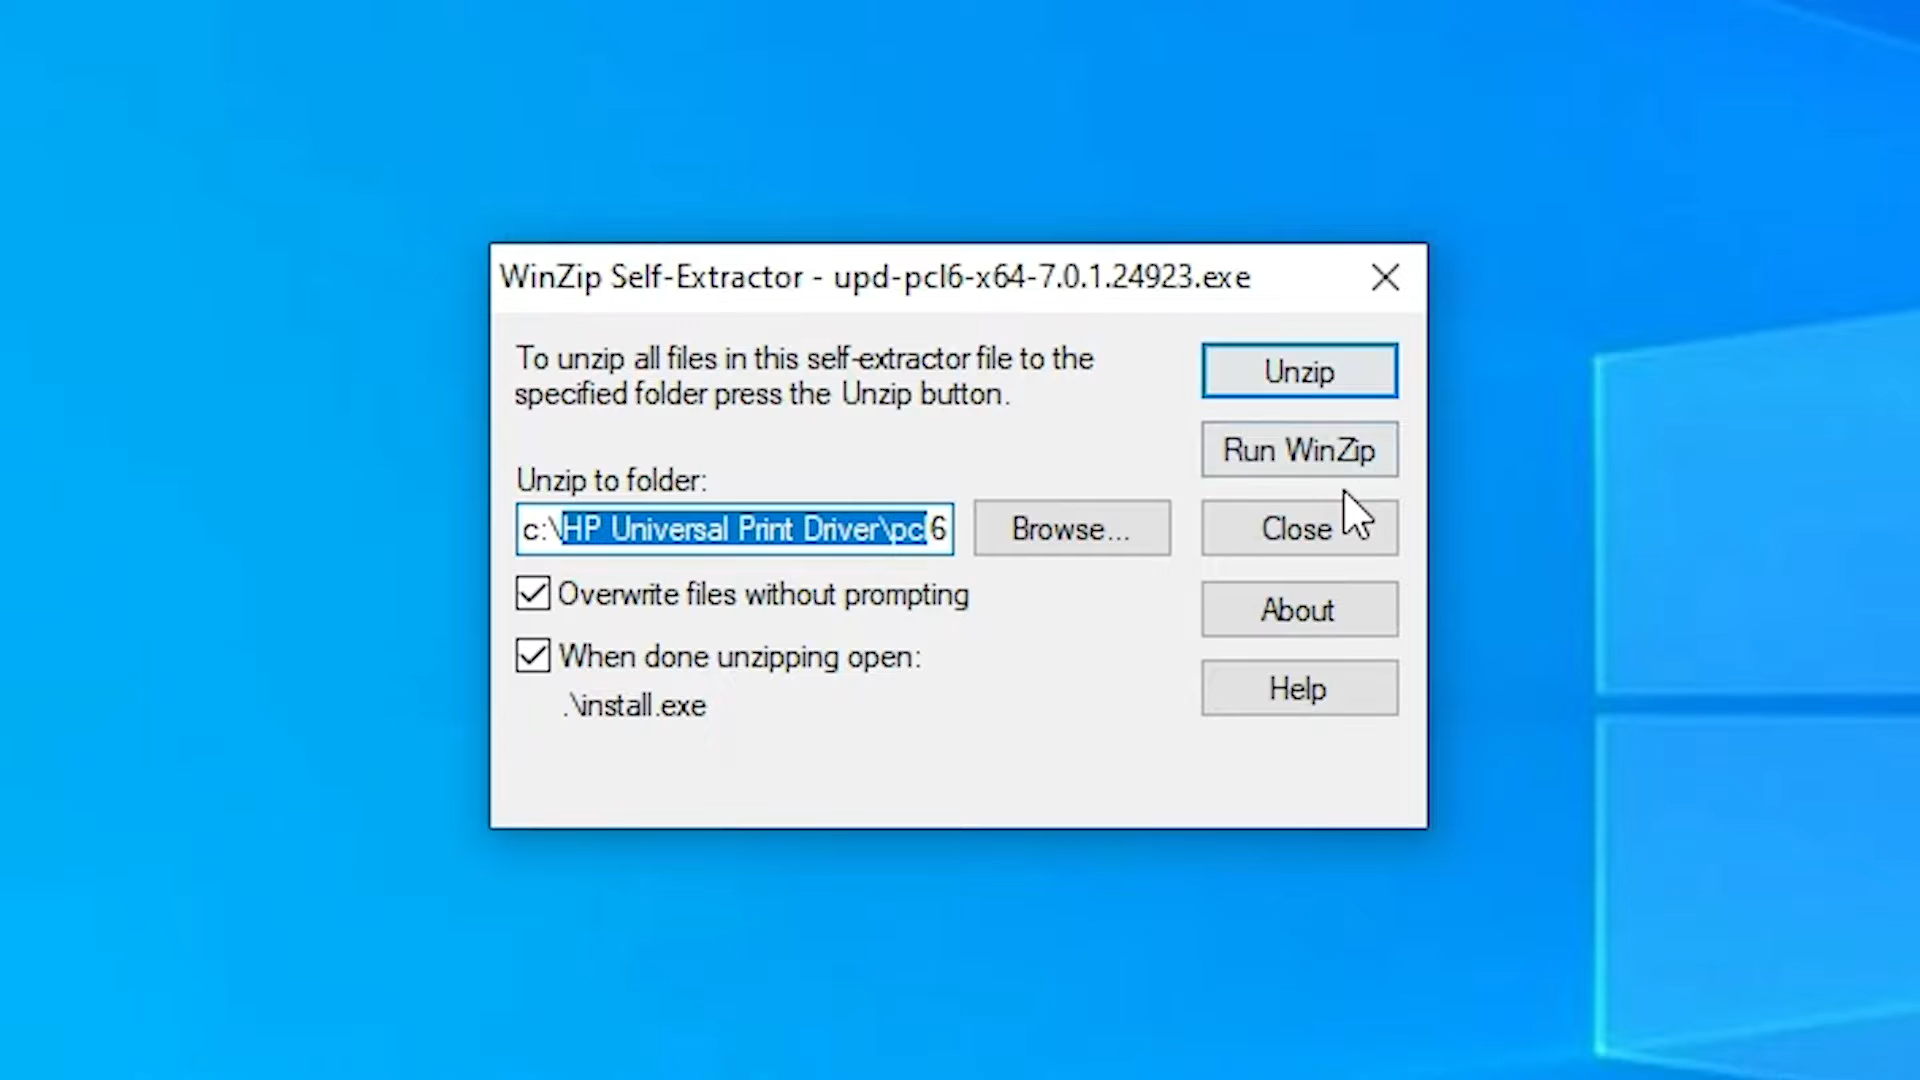 WinZip Self-Extractor - upd-pcl6-x64-7.0.1.24923.exe
To unzip all files in this self-extractor file to the
specified folder press the Unzip button.
Unzip to folder:
c:\HP Universal Print Driver\pcl6
Browse...
Overwrite files without prompting
When done unzipping open:
.\install.exe
Unzip
Run WinZip
Close
About
Help